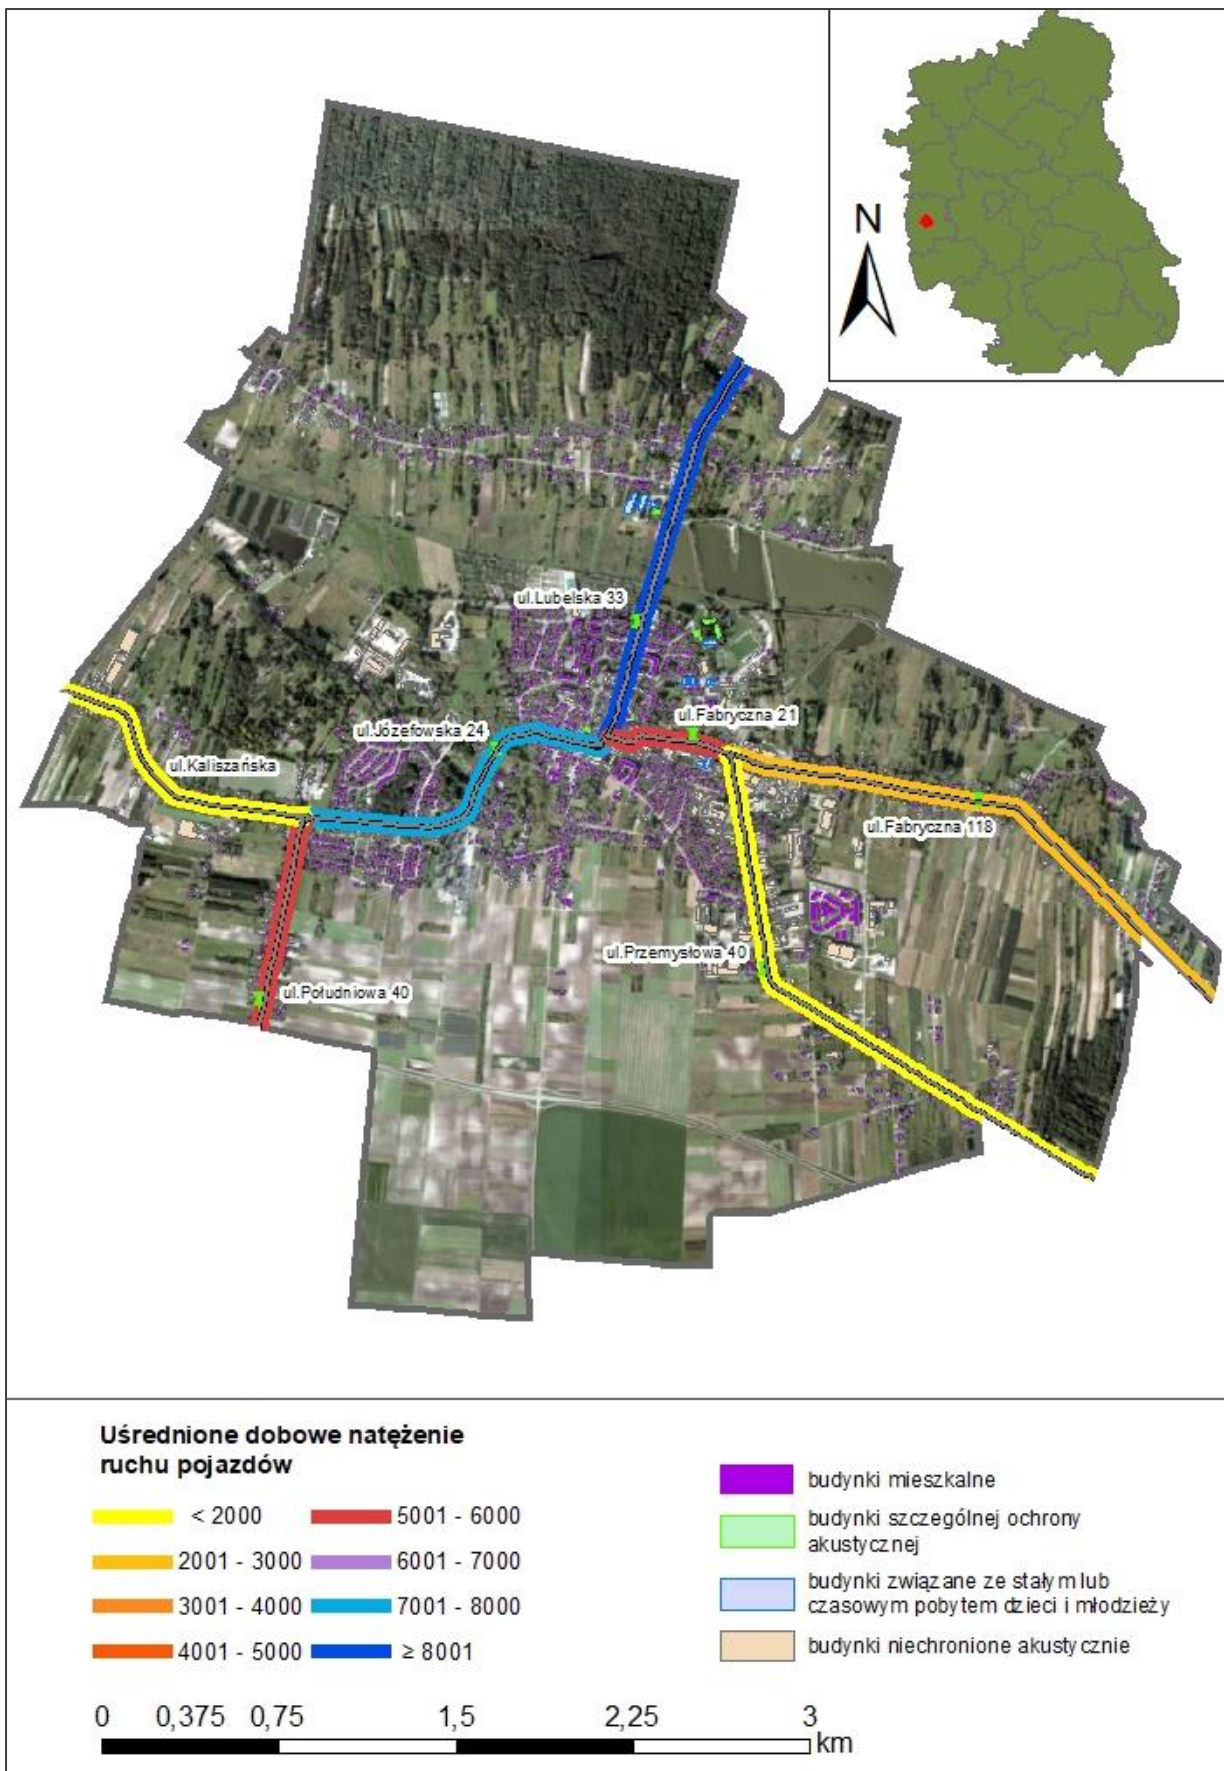 N
ul.Lubelska 33
ul.Fabryczna 21
ul.Józefowska 24
ul.Kaliszańska
ul.Fabryczna 118
ul.Przemysłowa 40
ul.Południowa 40
Uśrednione dobowe natężenie
ruchu pojazdów
< 2000
2001 - 3000
3001 - 4000
4001 - 5000
5001 - 6000
6001 - 7000
7001 - 8000
≥ 8001
budynki mieszkalne
budynki szczególnej ochrony
akustycznej
budynki związane ze stałym lub
czasowym pobytem dzieci i młodzieży
budynki niechronione akustycznie
0 0,375 0,75 1,5 2,25 3
km